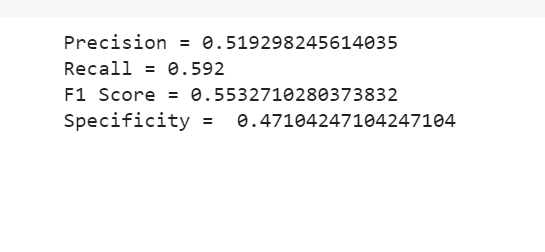 Precision = 0.519298245614035
Recall = 0.592
F1 Score = 0.5532710280373832
Specificity =  0.47104247104247104